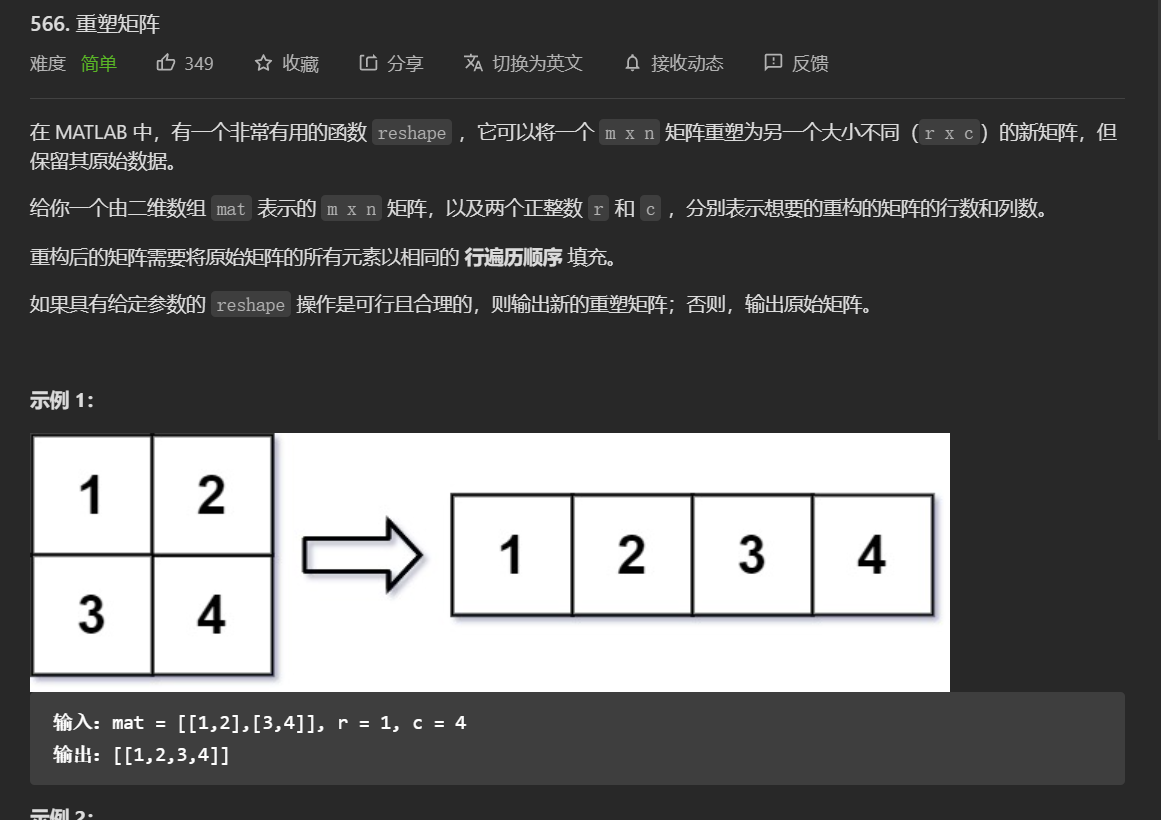 566. 重塑矩阵
难度 简单 349 收藏 分享 切换为英文 接收动态 反馈
在 MATLAB 中，有一个非常有用的函数 reshape ，它可以将一个 m x n 矩阵重塑为另一个大小不同（r x c）的新矩阵，但
保留其原始数据。
给你一个由二维数组 mat 表示的 m x n 矩阵，以及两个正整数 r 和 c ，分别表示想要的重构的矩阵的行数和列数。
重构后的矩阵需要将原始矩阵的所有元素以相同的 行遍历顺序 填充。
如果具有给定参数的 reshape 操作是可行且合理的，则输出新的重塑矩阵；否则，输出原始矩阵。
示例 1：
1 2
3 4
1 2 3 4
输入：mat = [[1,2],[3,4]], r = 1, c = 4
输出：[[1,2,3,4]]
示例 2：